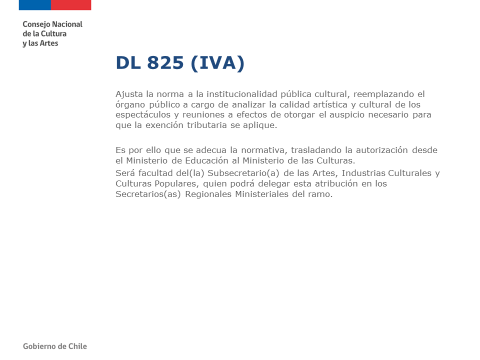 Consejo Nacional
de la Cultura
y las Artes
DL 825 (IVA)
Ajusta la norma a la institucionalidad pública cultural, reemplazando el
órgano público a cargo de analizar la calidad artística y cultural de los
espectáculos y reuniones a efectos de otorgar el auspicio necesario para
que la exención tributaria se aplique.
Es por ello que se adecua la normativa, trasladando la autorización desde
el Ministerio de Educación al Ministerio de las Culturas.
Será facultad del(la) Subsecretario(a) de las Artes, Industrias Culturales y
Culturas Populares, quien podrá delegar esta atribución en los
Secretarios(as) Regionales Ministeriales del ramo.
Gobierno de Chile